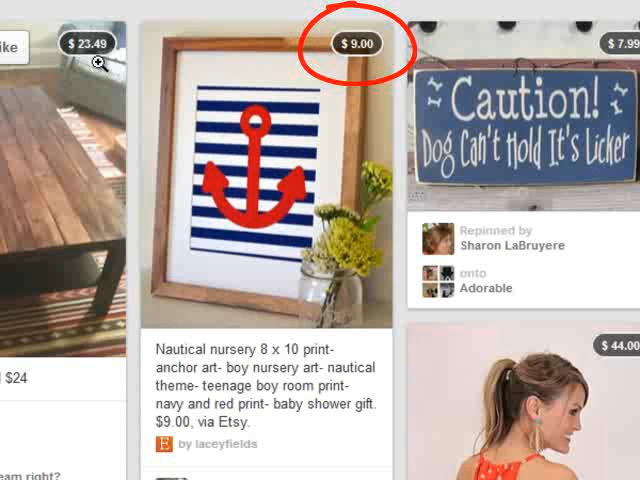 ike
$ 23.49
$24
eam right?
$ 9.00
Nautical nursery 8 x 10 print-
anchor art- boy nursery art- nautical
theme- teenage boy room print-
navy and red print- baby shower gift.
$9.00, via Etsy.
E by laceyfields
$ 7.99
Caution!
Dog Can't Hold It's Licker
Repinned by
Sharon LaBruyere
onto
Adorable
$ 44.00